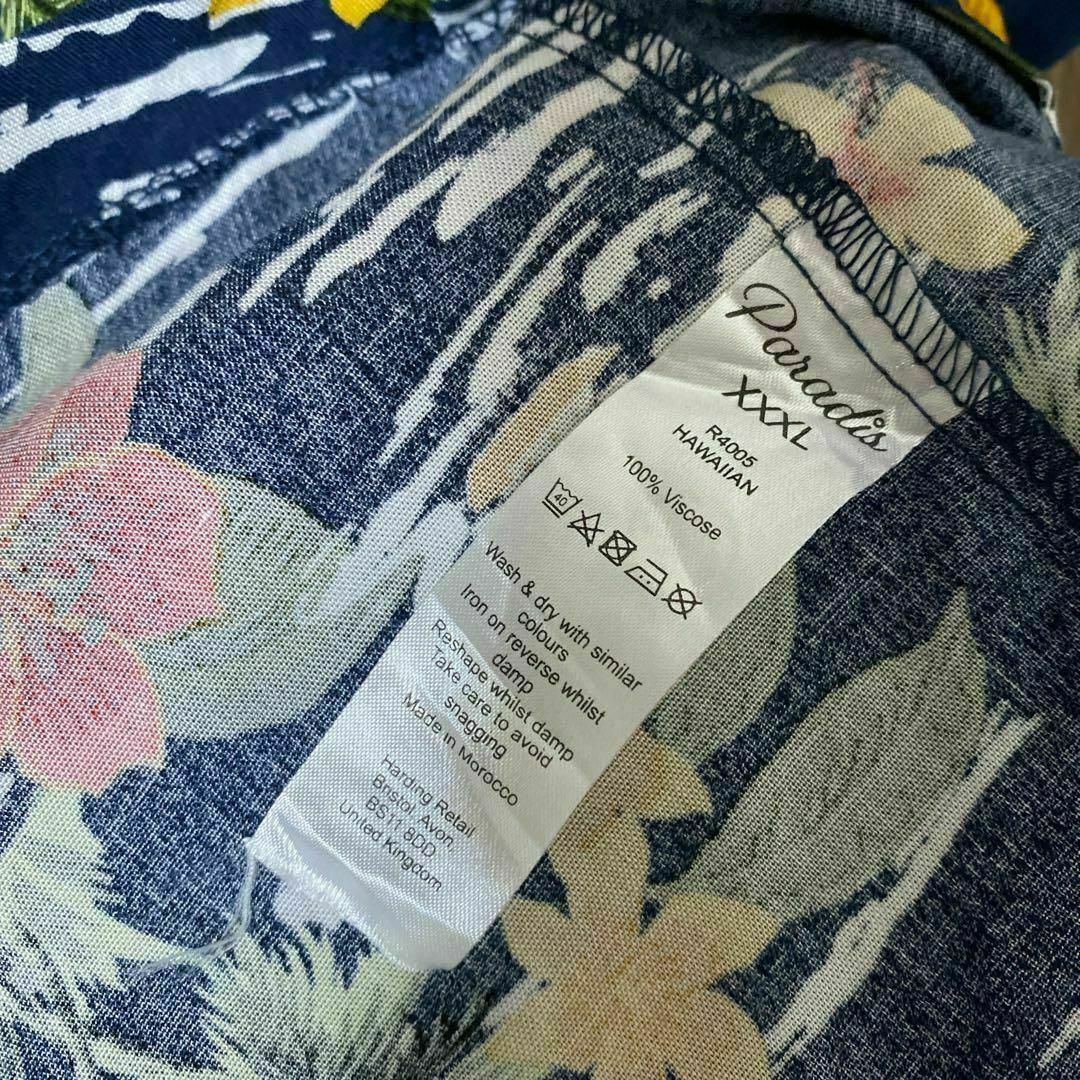 Paradis
XXXL
R4005
HAWAIIAN
100% Viscose
40
Wash & dry with similar
colours
Iron on reverse whilst
damp
Reshape whilst damp
Take care to avoid
snagging
Made in Morocco
Harding Retail
Bristol, Avon,
BS11 8DD,
United Kingdom